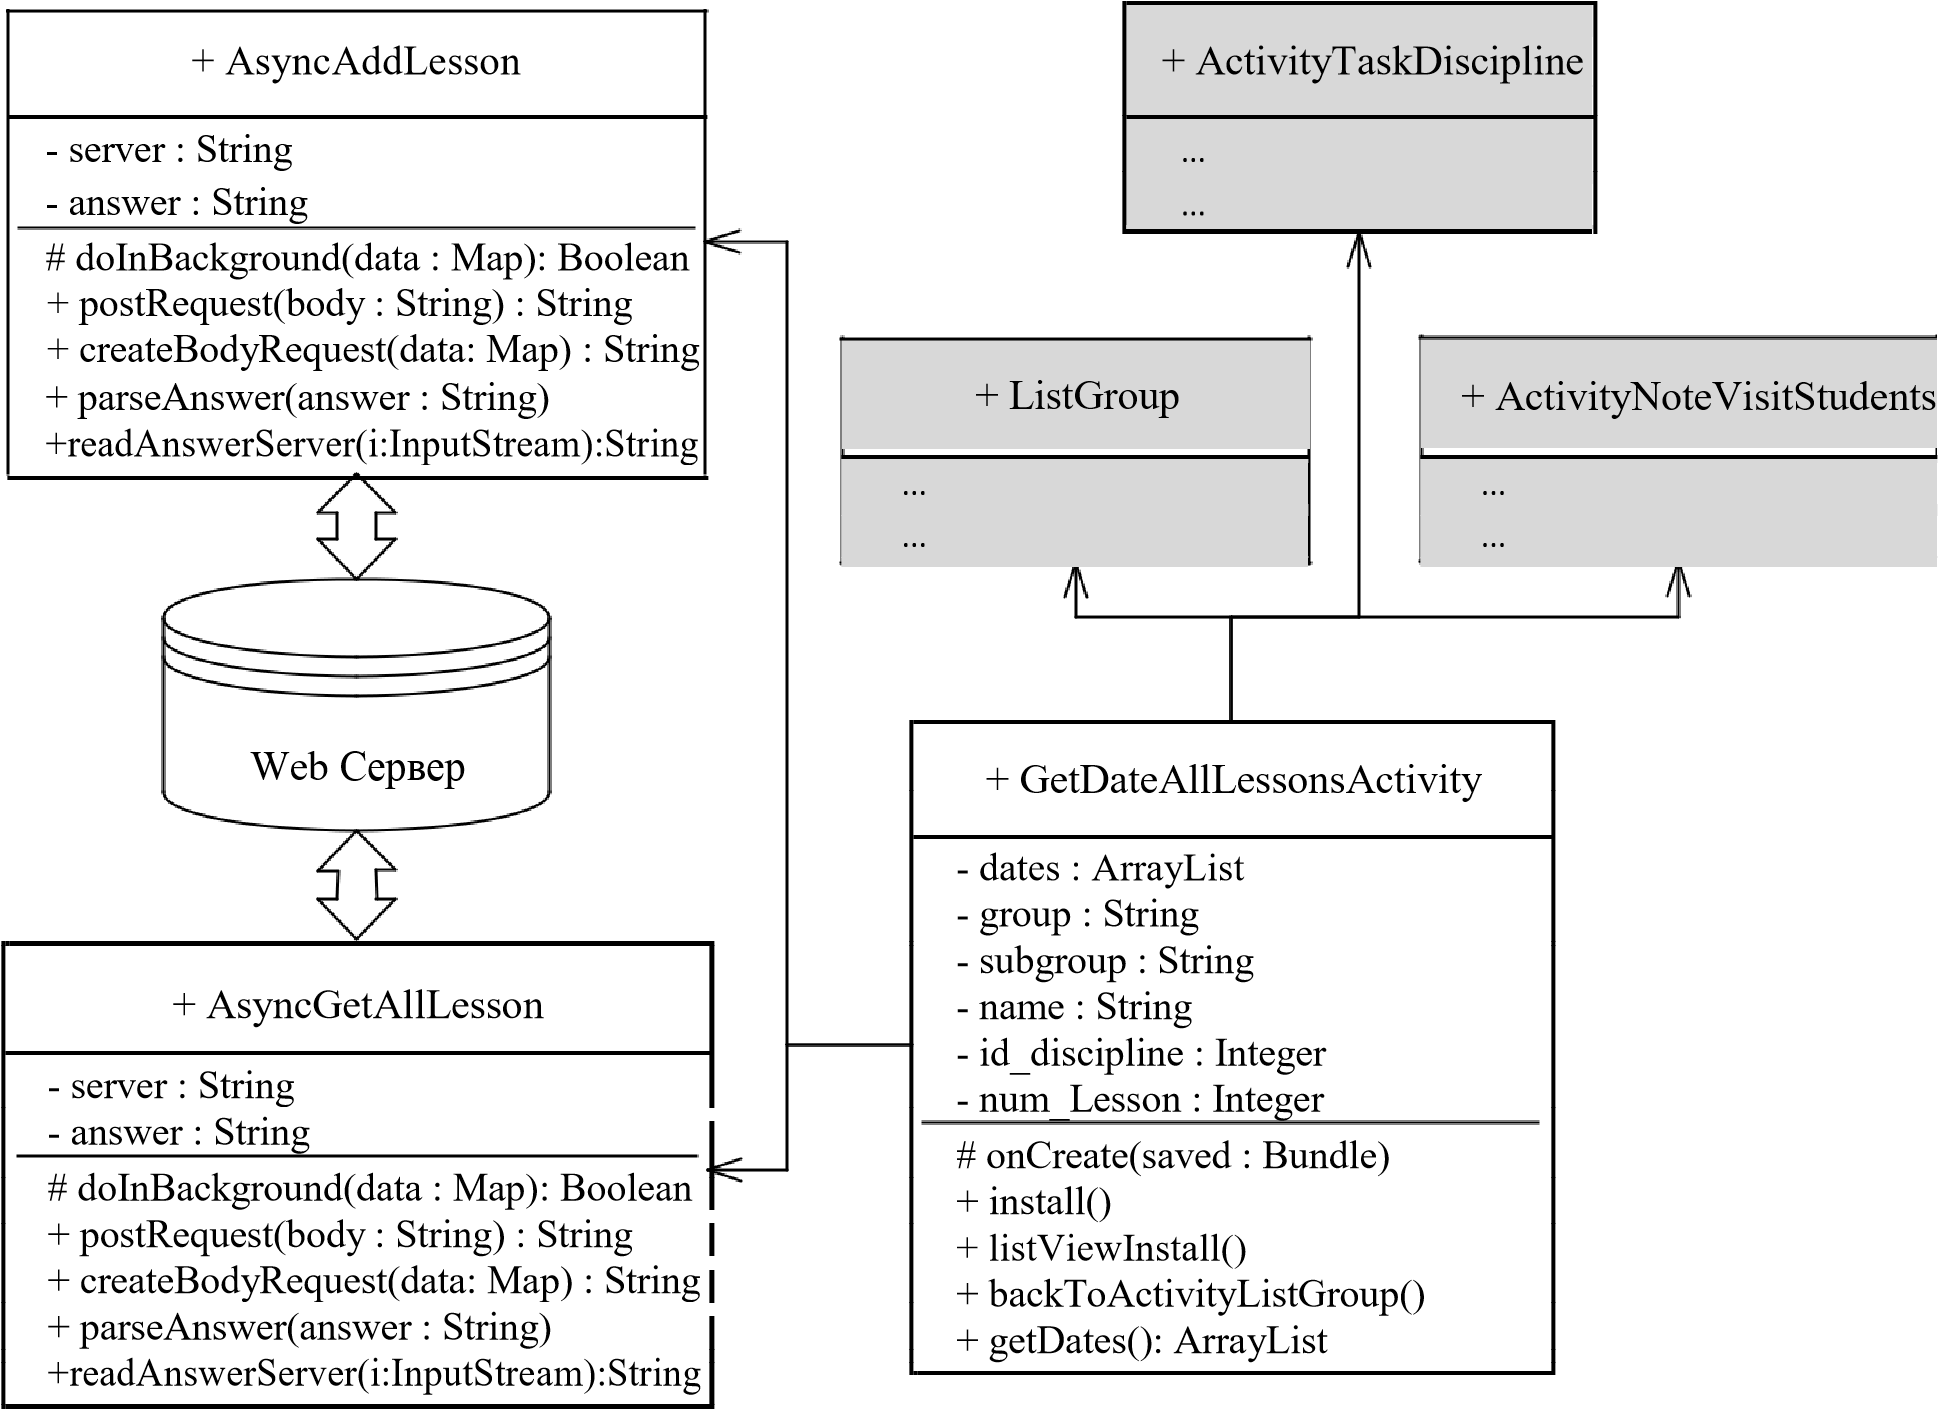 + AsyncAddLesson
- server : String
- answer : String
# doInBackground(data : Map): Boolean
+ postRequest(body : String) : String
+ createBodyRequest(data: Map) : String
+ parseAnswer(answer : String)
+readAnswerServer(i:InputStream):String
+ ActivityTaskDiscipline
...
...
+ ListGroup
...
...
+ ActivityNoteVisitStudents
...
...
Web Сервер
+ GetDateAllLessonsActivity
- dates : ArrayList
- group : String
- subgroup : String
- name : String
- id_discipline : Integer
- num_Lesson : Integer
# onCreate(saved : Bundle)
+ install()
+ listViewInstall()
+ backToActivityListGroup()
+ getDates(): ArrayList
+ AsyncGetAllLesson
- server : String
- answer : String
# doInBackground(data : Map): Boolean
+ postRequest(body : String) : String
+ createBodyRequest(data: Map) : String
+ parseAnswer(answer : String)
+readAnswerServer(i:InputStream):String